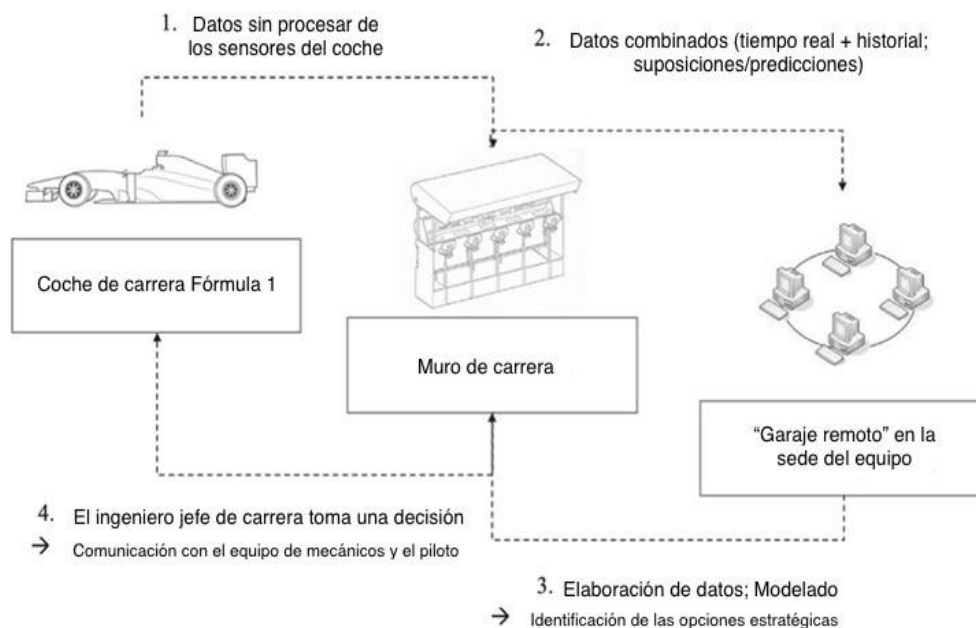 1. Datos sin procesar de
los sensores del coche
2. Datos combinados (tiempo real + historial;
suposiciones/predicciones)
Coche de carrera Fórmula 1
Muro de carrera
“Garaje remoto” en la
sede del equipo
4. El ingeniero jefe de carrera toma una decisión
→ Comunicación con el equipo de mecánicos y el piloto
3. Elaboración de datos; Modelado
→ Identificación de las opciones estratégicas